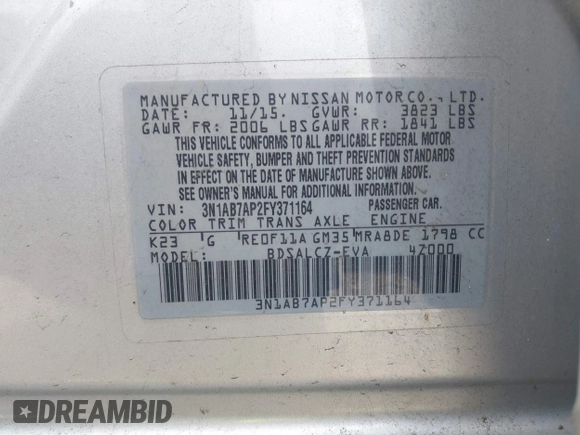 MANUFACTURED BY NISSAN MOTOR CO., LTD.
DATE: 11/15. GVWR: 3823 LBS
GAWR FR: 2006 LBS GAWR RR: 1841 LBS
THIS VEHICLE CONFORMS TO ALL APPLICABLE FEDERAL MOTOR
VEHICLE SAFETY, BUMPER AND THEFT PREVENTION STANDARDS
IN EFFECT ON THE DATE OF MANUFACTURE SHOWN ABOVE.
SEE OWNER'S MANUAL FOR ADDITIONAL INFORMATION.
VIN: 3N1AB7AP2FY371164 PASSENGER CAR.
COLOR TRIM TRANS AXLE ENGINE
K23 G RE0F11A GM35 MRA8DE 1798 CC
MODEL: BDSALCZ-EVA 4Z000
3N1AB7AP2FY371164
DREAMBID